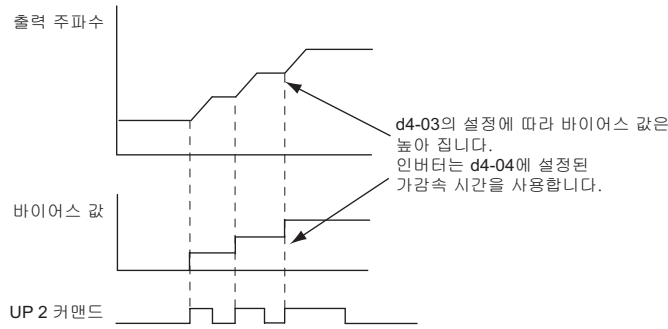 출력 주파수
d4-03의 설정에 따라 바이어스 값은
높아 집니다.
인버터는 d4-04에 설정된
가감속 시간을 사용합니다.
바이어스 값
UP 2 커맨드